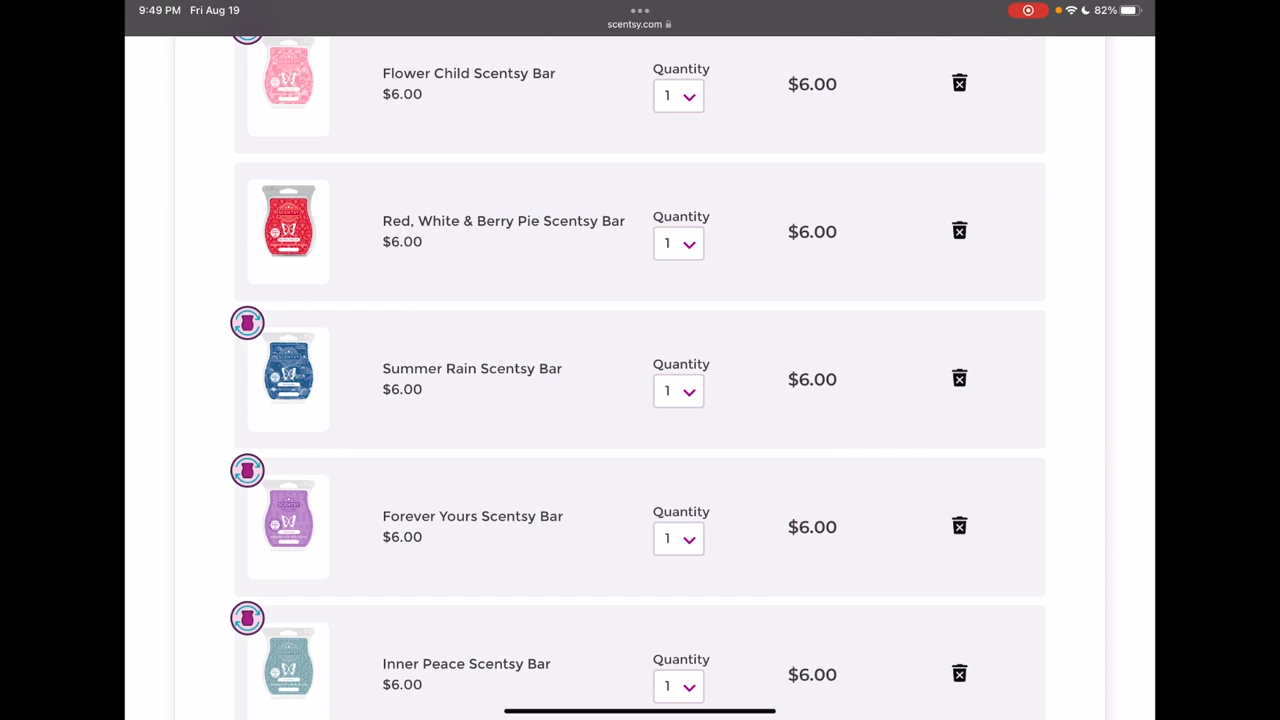 9:49 PM Fri Aug 19
82%
scentsy.com
Flower Child Scentsy Bar
$6.00
Quantity
1
$6.00
Red, White & Berry Pie Scentsy Bar
$6.00
Quantity
1
$6.00
Summer Rain Scentsy Bar
$6.00
Quantity
1
$6.00
Forever Yours Scentsy Bar
$6.00
Quantity
1
$6.00
Inner Peace Scentsy Bar
$6.00
Quantity
1
$6.00